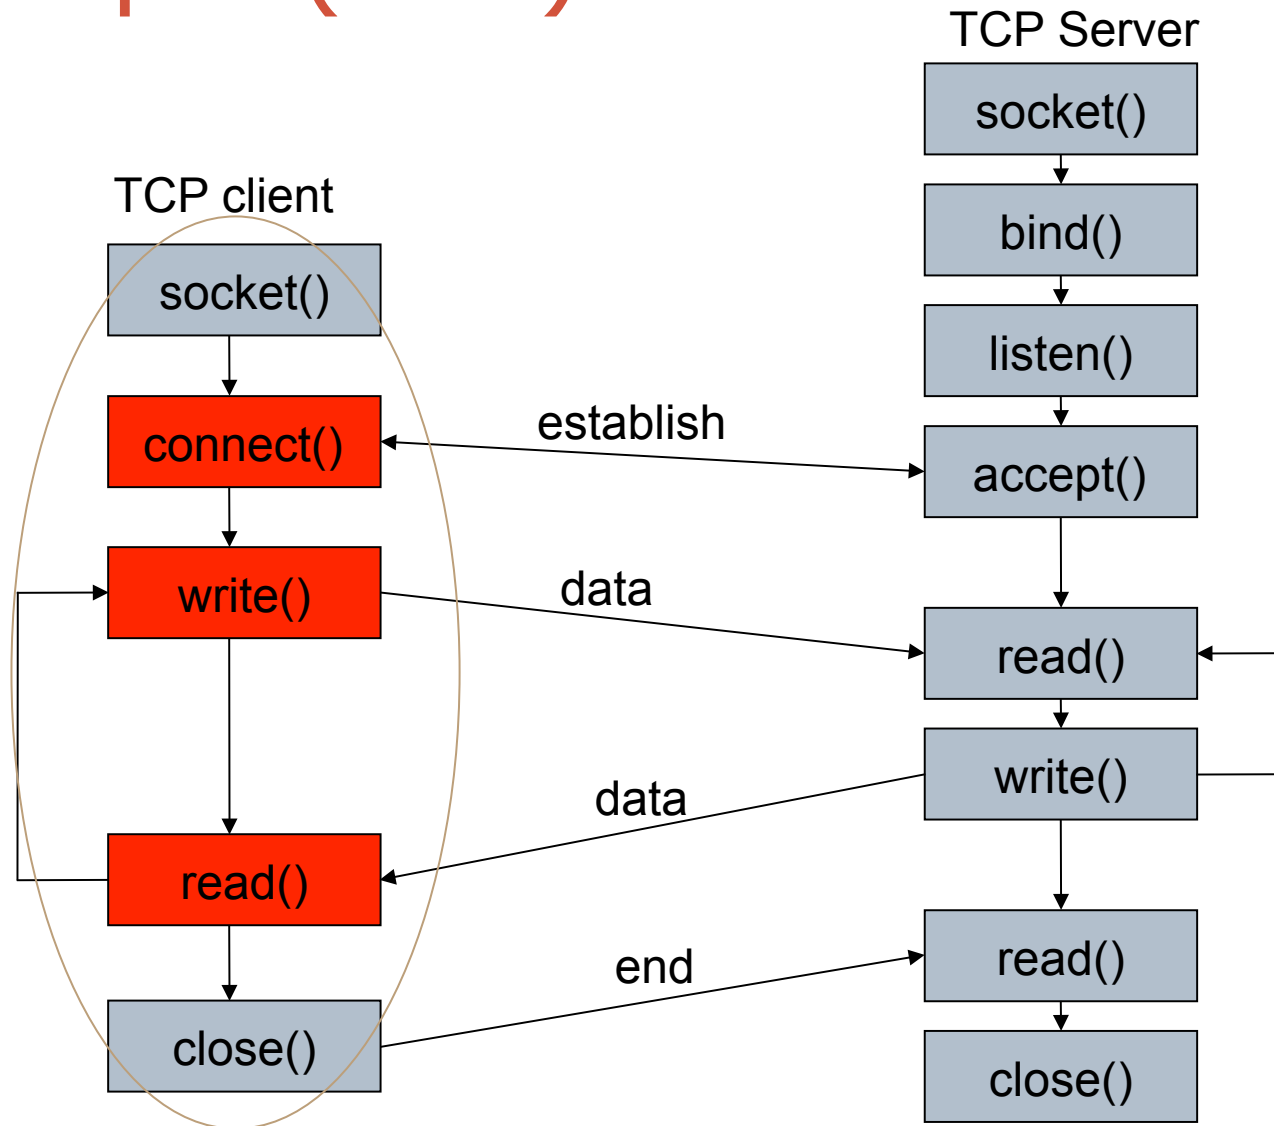 TCP Server
socket()
bind()
TCP client
socket()
listen()
connect()
establish
accept()
write()
data
read()
write()
data
read()
read()
end
close()
close()